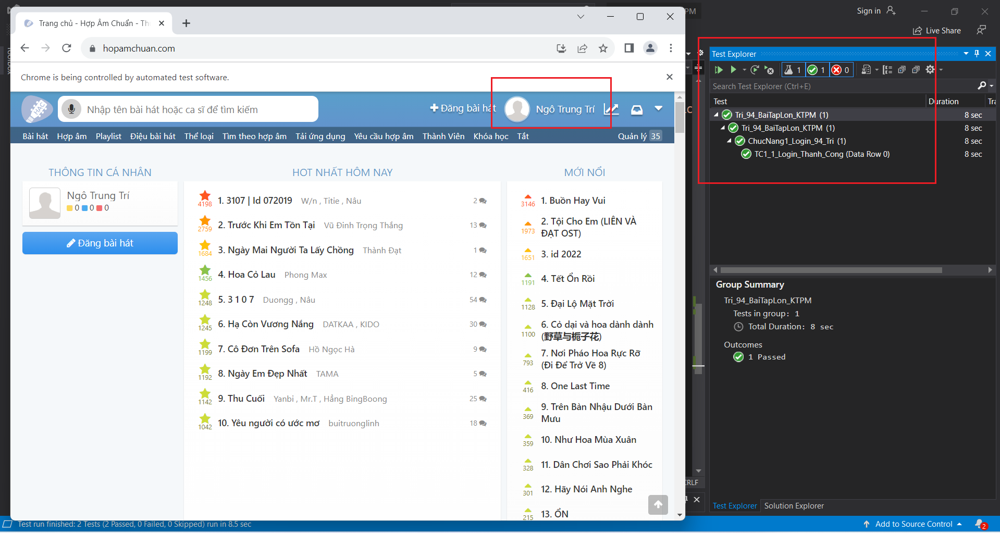 Trang chủ - Hợp Âm Chuẩn - Thư
hopamchuan.com
Chrome is being controlled by automated test software.
HAC
Nhập tên bài hát hoặc ca sĩ để tìm kiếm
Đăng bài hát
Ngô Trung Trí
Bài hát Hợp âm Playlist Điệu bài hát Thể loại Tìm theo hợp âm Tải ứng dụng Yêu cầu hợp âm Thành Viên Khóa học Tắt Quản lý 35
THÔNG TIN CÁ NHÂN
Ngô Trung Trí
0 0 0
Đăng bài hát
HOT NHẤT HÔM NAY
4198 1. 3107 | Id 072019 W/n , Titie , Nâu 2
2759 2. Trước Khi Em Tồn Tại Vũ Đinh Trọng Thắng 13
1684 3. Ngày Mai Người Ta Lấy Chồng Thành Đạt 1
1456 4. Hoa Cỏ Lau Phong Max 12
1248 5. 3 1 0 7 Duongg , Nâu 54
1245 6. Hạ Còn Vương Nắng DATKAA , KIDO 30
1199 7. Cô Đơn Trên Sofa Hồ Ngọc Hà 9
1192 8. Ngày Em Đẹp Nhất TAMA 5
1142 9. Thu Cuối Yanbi , Mr.T , Hằng BingBoong 25
1042 10. Yêu người có ước mơ buitruonglinh 18
MỚI NỔI
3146 1. Buồn Hay Vui
1973 2. Tội Cho Em (LIÊN VÀ
ĐẠT OST)
1651 3. id 2022
1191 4. Tết Ổn Rồi
1128 5. Đại Lộ Mặt Trời
1100 6. Cỏ dại và hoa dành dành
(野草与栀子花)
793 7. Nơi Pháo Hoa Rực Rỡ
(Đi Để Trở Về 8)
416 8. One Last Time
369 9. Trên Bàn Nhậu Dưới Bàn
Mưu
359 10. Như Hoa Mùa Xuân
328 11. Dân Chơi Sao Phải Khóc
301 12. Hãy Nói Anh Nghe
215 13. ỔN
PM
Sign in
Live Share
Test Explorer
1 1 0
Search Test Explorer (Ctrl+E)
Test Duration Tra
Tri_94_BaiTapLon_KTPM (1) 8 sec
Tri_94_BaiTapLon_KTPM (1) 8 sec
ChucNang1_Login_94_Tri (1) 8 sec
TC1_1_Login_Thanh_Cong (Data Row 0) 8 sec
Group Summary
Tri_94_BaiTapLon_KTPM
Tests in group: 1
Total Duration: 8 sec
Outcomes
1 Passed
CRLF
Test Explorer Solution Explorer
Test run finished: 2 Tests (2 Passed, 0 Failed, 0 Skipped) run in 8.5 sec
Add to Source Control
2